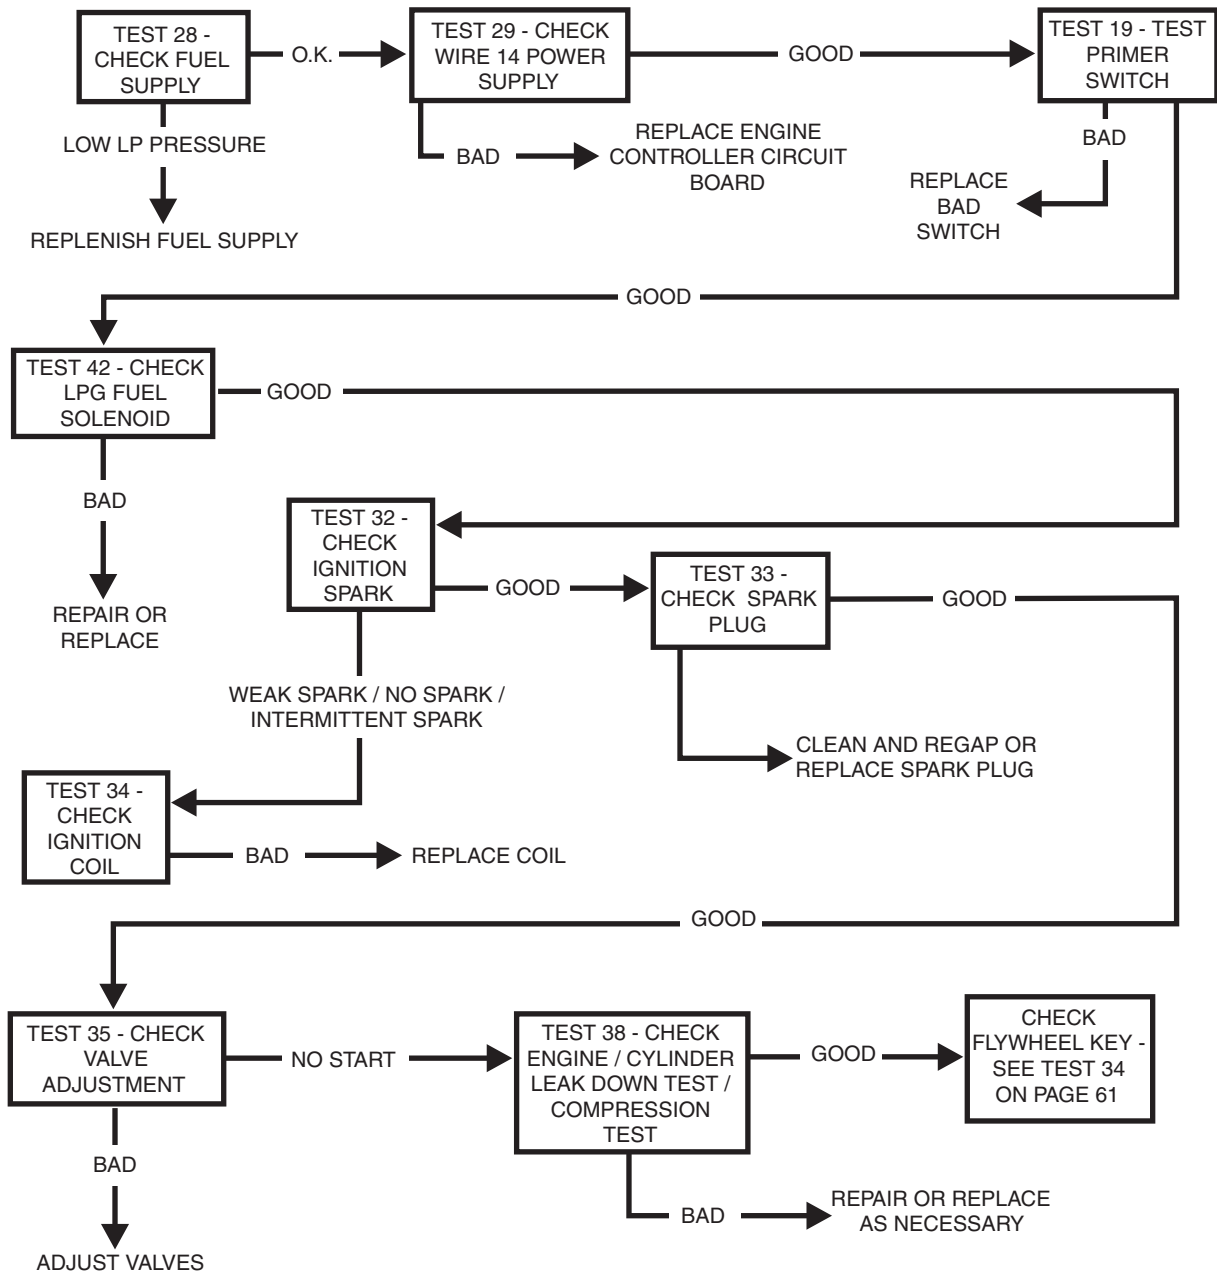 TEST 28 -
CHECK FUEL
SUPPLY
O.K.
TEST 29 - CHECK
WIRE 14 POWER
SUPPLY
GOOD
TEST 19 - TEST
PRIMER
SWITCH
LOW LP PRESSURE
REPLENISH FUEL SUPPLY
BAD
REPLACE ENGINE
CONTROLLER CIRCUIT
BOARD
BAD
REPLACE
BAD
SWITCH
GOOD
TEST 42 - CHECK
LPG FUEL
SOLENOID
GOOD
BAD
REPAIR OR
REPLACE
TEST 32 -
CHECK
IGNITION
SPARK
GOOD
TEST 33 -
CHECK SPARK
PLUG
GOOD
WEAK SPARK / NO SPARK /
INTERMITTENT SPARK
CLEAN AND REGAP OR
REPLACE SPARK PLUG
TEST 34 -
CHECK
IGNITION
COIL
BAD
REPLACE COIL
GOOD
TEST 35 - CHECK
VALVE
ADJUSTMENT
NO START
TEST 38 - CHECK
ENGINE / CYLINDER
LEAK DOWN TEST /
COMPRESSION
TEST
GOOD
CHECK
FLYWHEEL KEY -
SEE TEST 34
ON PAGE 61
BAD
ADJUST VALVES
BAD
REPAIR OR REPLACE
AS NECESSARY